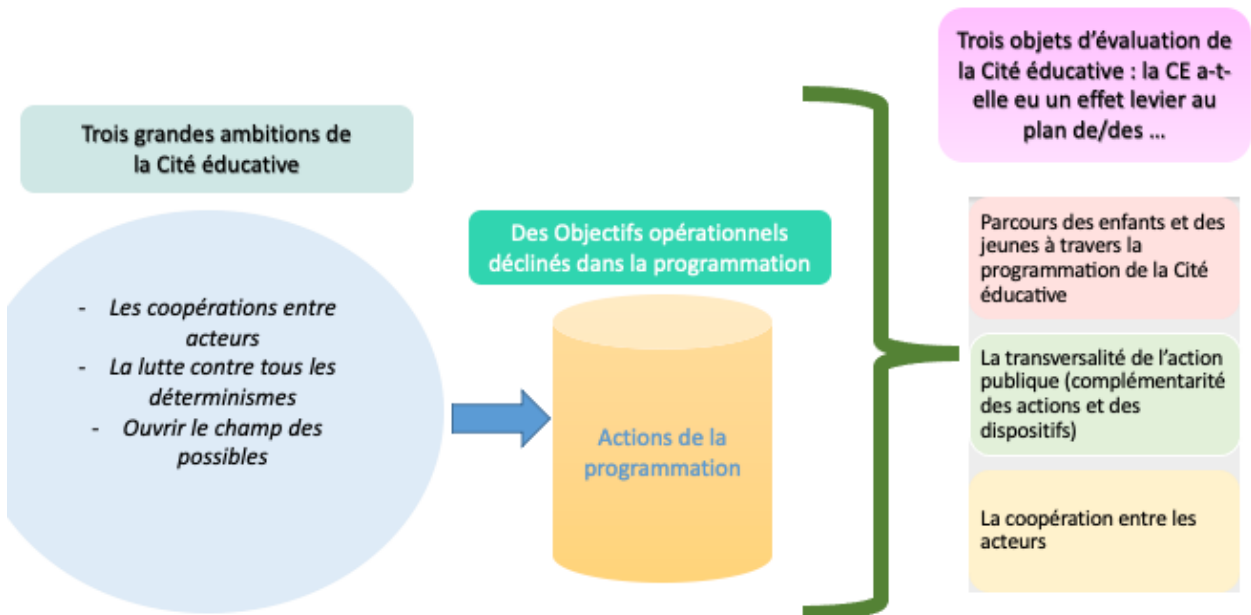 Trois grandes ambitions de
la Cité éducative
- Les coopérations entre
acteurs
- La lutte contre tous les
déterminismes
- Ouvrir le champ des
possibles
Des Objectifs opérationnels
déclinés dans la programmation
Actions de la
programmation
Trois objets d'évaluation de
la Cité éducative : la CE a-t-
elle eu un effet levier au
plan de/des ...
Parcours des enfants et des
jeunes à travers la
programmation de la Cité
éducative
La transversalité de l'action
publique (complémentarité
des actions et des
dispositifs)
La coopération entre les
acteurs